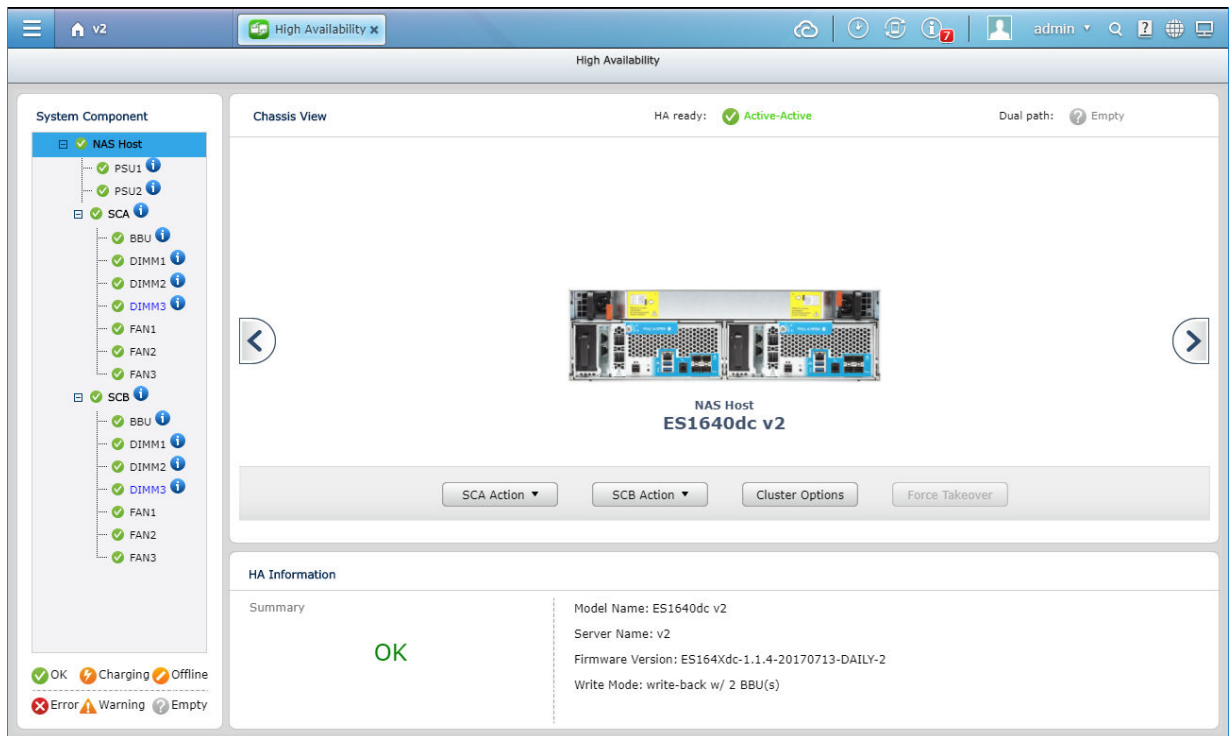 v2
High Availability
7
admin
High Availability
System Component
NAS Host
PSU1
PSU2
SCA
BBU
DIMM1
DIMM2
DIMM3
FAN1
FAN2
FAN3
SCB
BBU
DIMM1
DIMM2
DIMM3
FAN1
FAN2
FAN3
OK Charging Offline
Error Warning Empty
Chassis View
HA ready: Active-Active
Dual path: Empty
NAS Host
ES1640dc v2
SCA Action
SCB Action
Cluster Options
Force Takeover
HA Information
Summary
OK
Model Name: ES1640dc v2
Server Name: v2
Firmware Version: ES164Xdc-1.1.4-20170713-DAILY-2
Write Mode: write-back w/ 2 BBU(s)